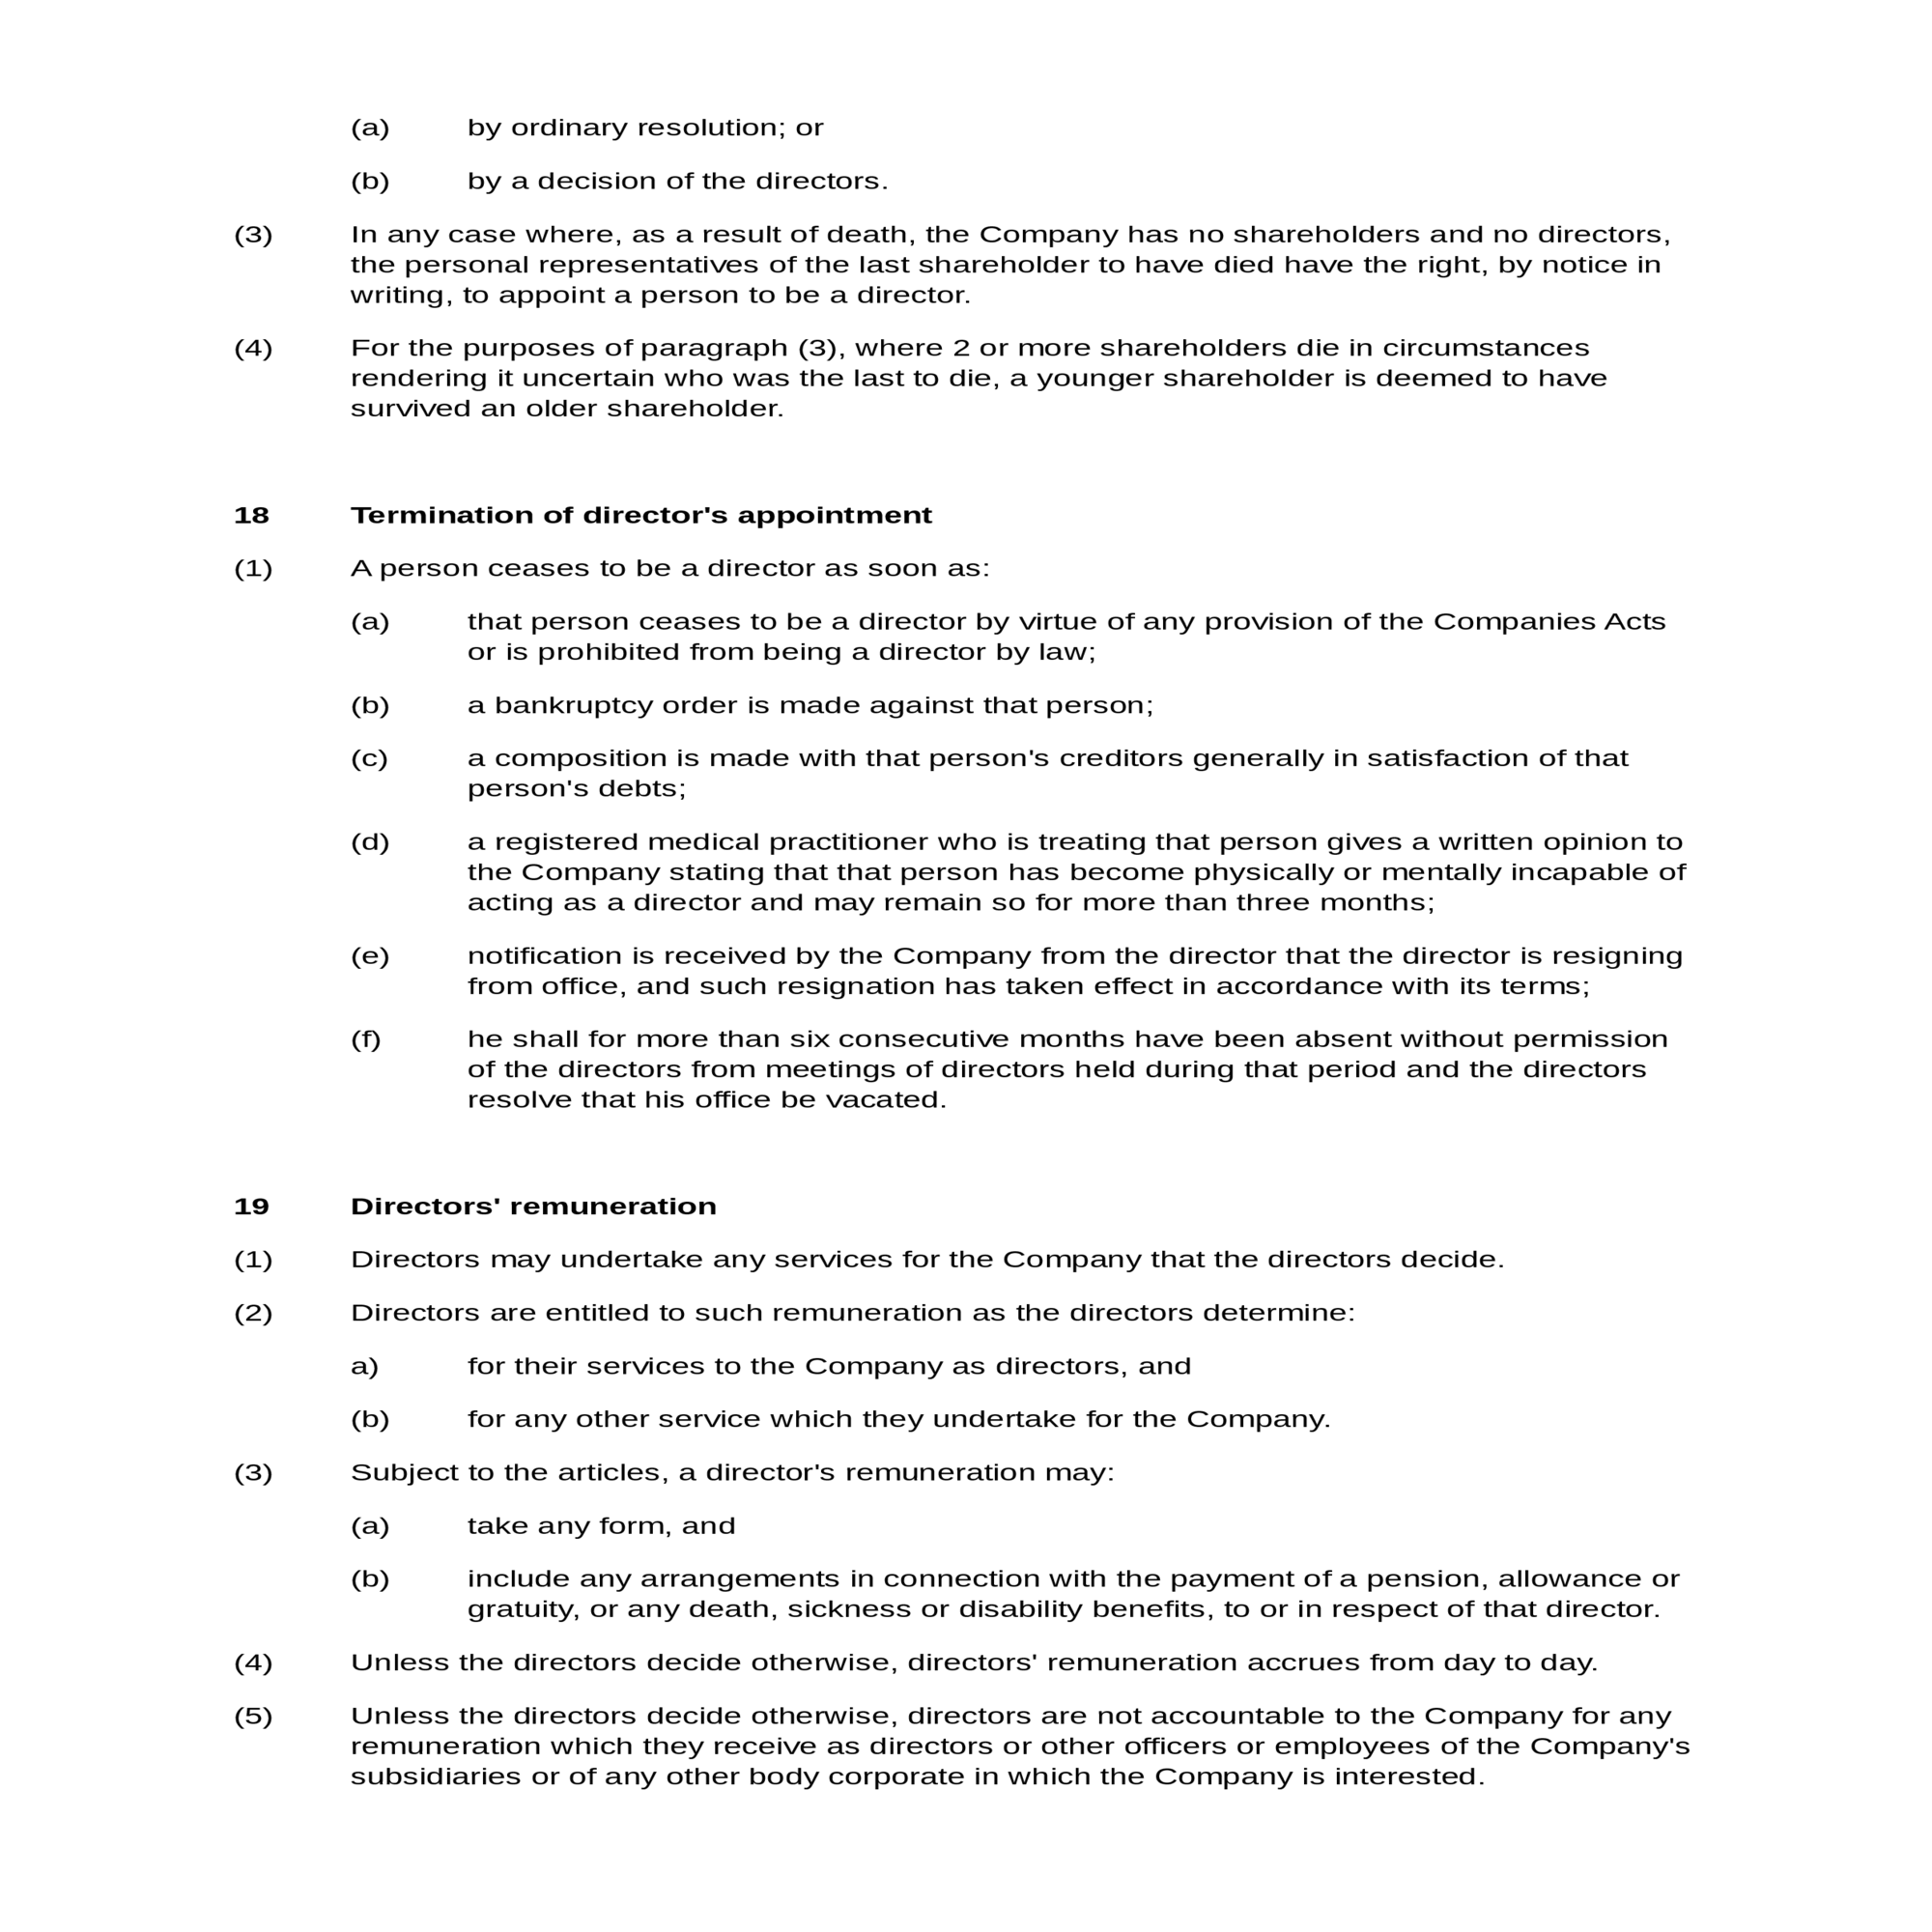 (a) by ordinary resolution; or
(b) by a decision of the directors.
(3) In any case where, as a result of death, the Company has no shareholders and no directors,
the personal representatives of the last shareholder to have died have the right, by notice in
writing, to appoint a person to be a director.
(4) For the purposes of paragraph (3), where 2 or more shareholders die in circumstances
rendering it uncertain who was the last to die, a younger shareholder is deemed to have
survived an older shareholder.
18 Termination of director's appointment
(1) A person ceases to be a director as soon as:
(a) that person ceases to be a director by virtue of any provision of the Companies Acts
or is prohibited from being a director by law;
(b) a bankruptcy order is made against that person;
(c) a composition is made with that person's creditors generally in satisfaction of that
person's debts;
(d) a registered medical practitioner who is treating that person gives a written opinion to
the Company stating that that person has become physically or mentally incapable of
acting as a director and may remain so for more than three months;
(e) notification is received by the Company from the director that the director is resigning
from office, and such resignation has taken effect in accordance with its terms;
(f) he shall for more than six consecutive months have been absent without permission
of the directors from meetings of directors held during that period and the directors
resolve that his office be vacated.
19 Directors' remuneration
(1) Directors may undertake any services for the Company that the directors decide.
(2) Directors are entitled to such remuneration as the directors determine:
a) for their services to the Company as directors, and
(b) for any other service which they undertake for the Company.
(3) Subject to the articles, a director's remuneration may:
(a) take any form, and
(b) include any arrangements in connection with the payment of a pension, allowance or
gratuity, or any death, sickness or disability benefits, to or in respect of that director.
(4) Unless the directors decide otherwise, directors' remuneration accrues from day to day.
(5) Unless the directors decide otherwise, directors are not accountable to the Company for any
remuneration which they receive as directors or other officers or employees of the Company's
subsidiaries or of any other body corporate in which the Company is interested.